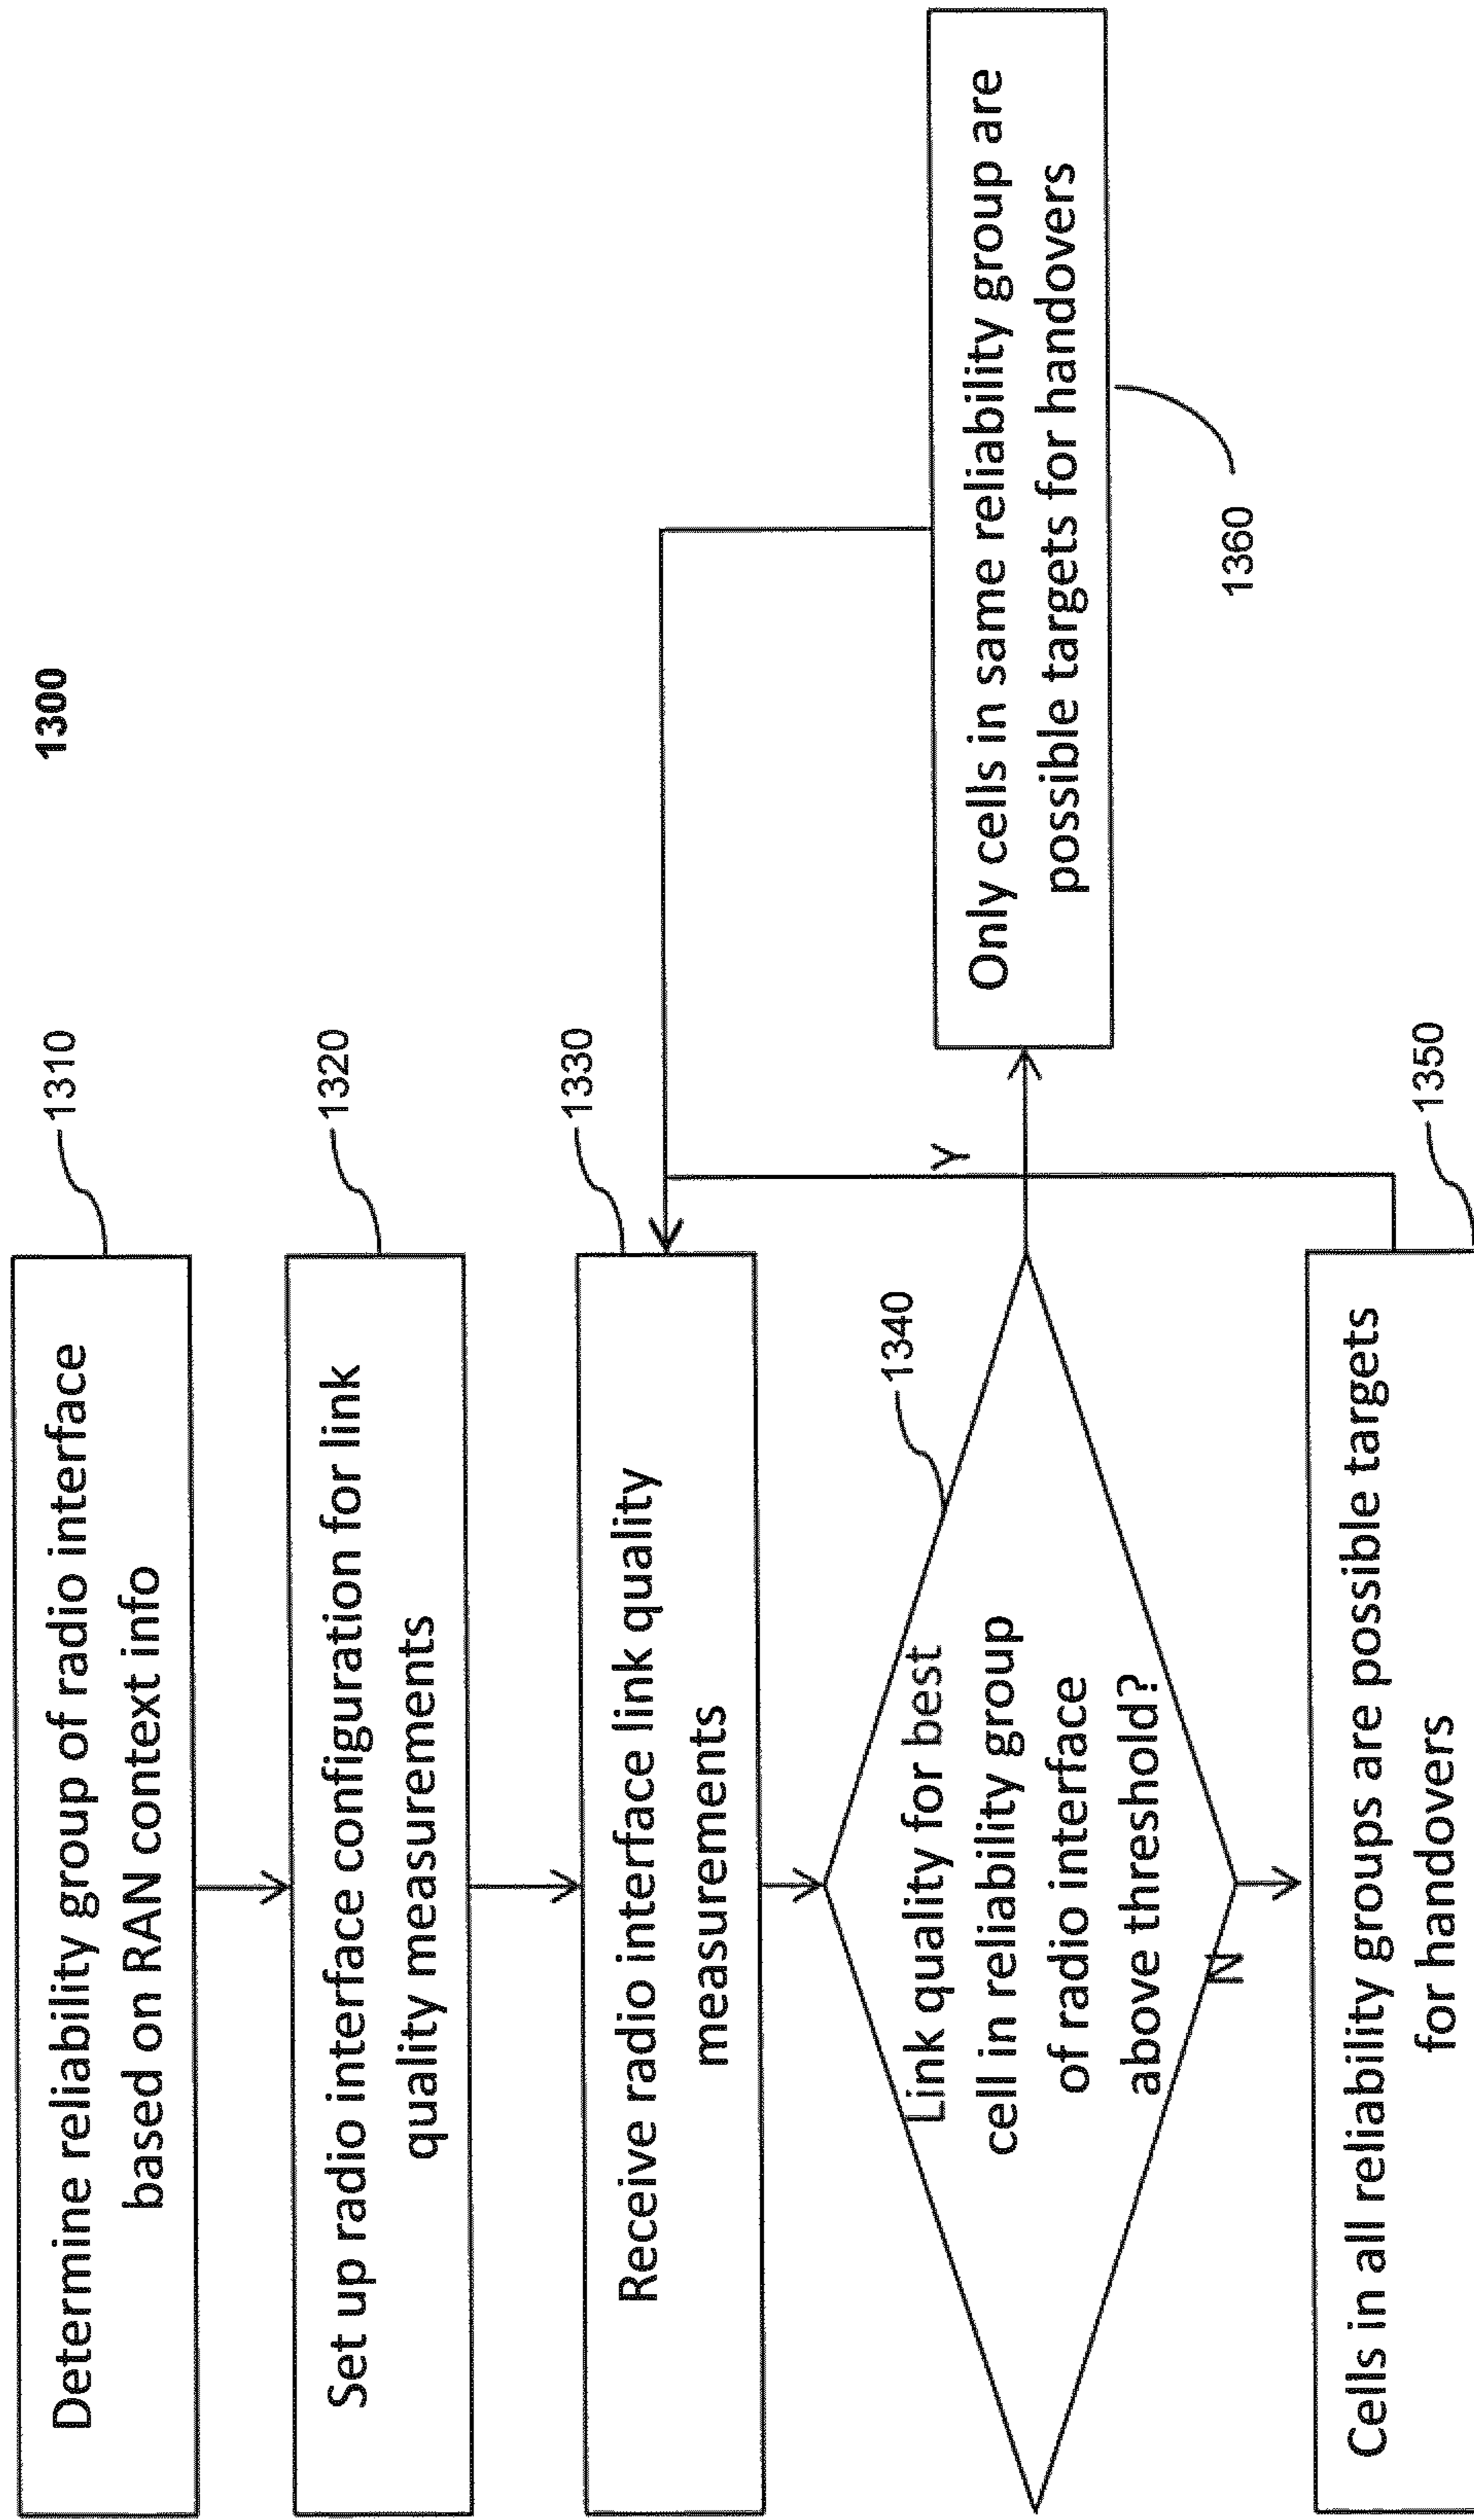 1300
Determine reliability group of radio interface
based on RAN context info
1310
Set up radio interface configuration for link
quality measurements
1320
Receive radio interface link quality
measurements
1330
Link quality for best
cell in reliability group
of radio interface
above threshold?
1340
Y
N
Only cells in same reliability group are
possible targets for handovers
1360
Cells in all reliability groups are possible targets
for handovers
1350